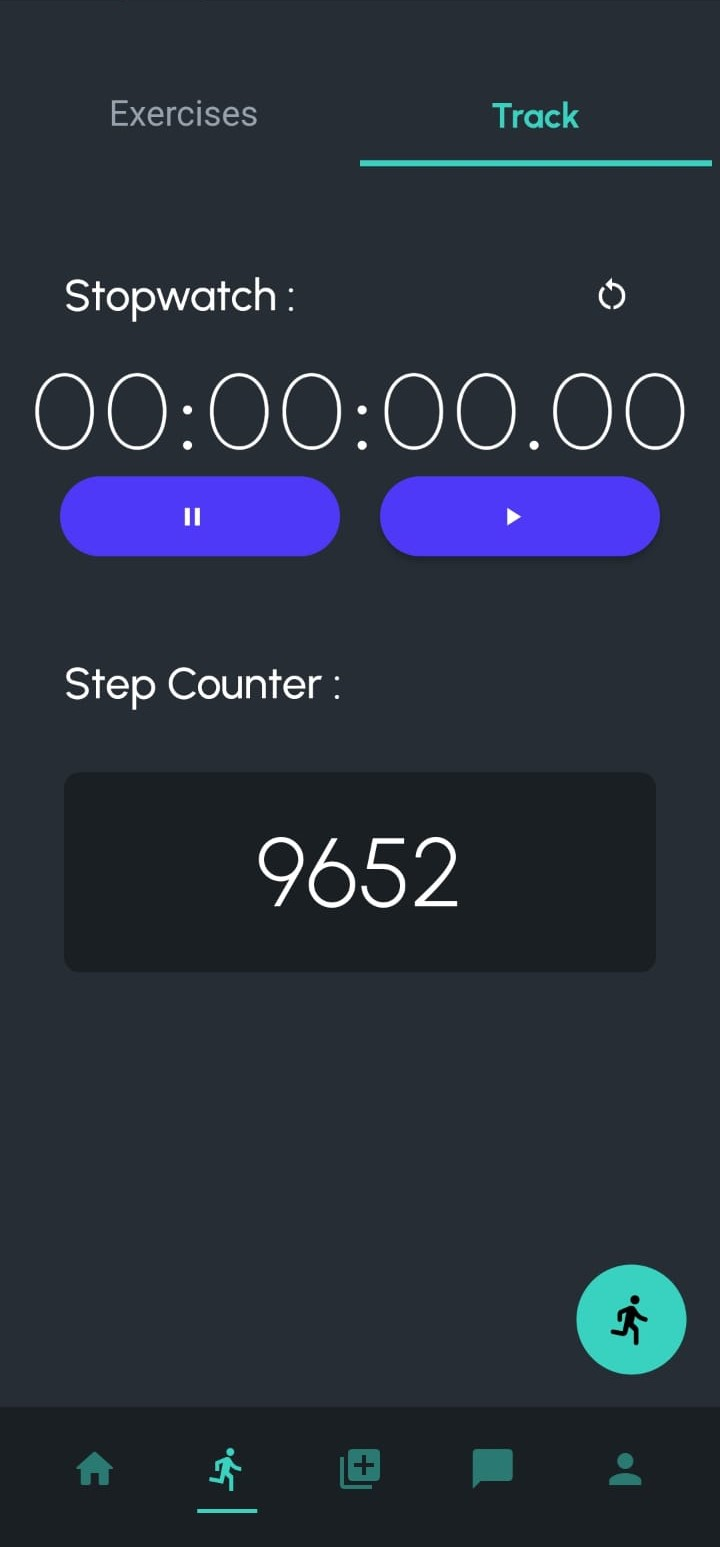 Exercises Track
Stopwatch :
00:00:00.00
Step Counter :
9652